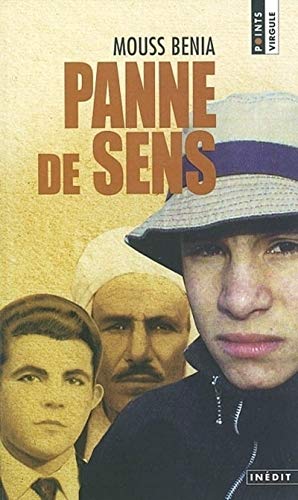 POINTS
VIRGULE
MOUSS BENIA
PANNE
DE SENS
INÉDIT